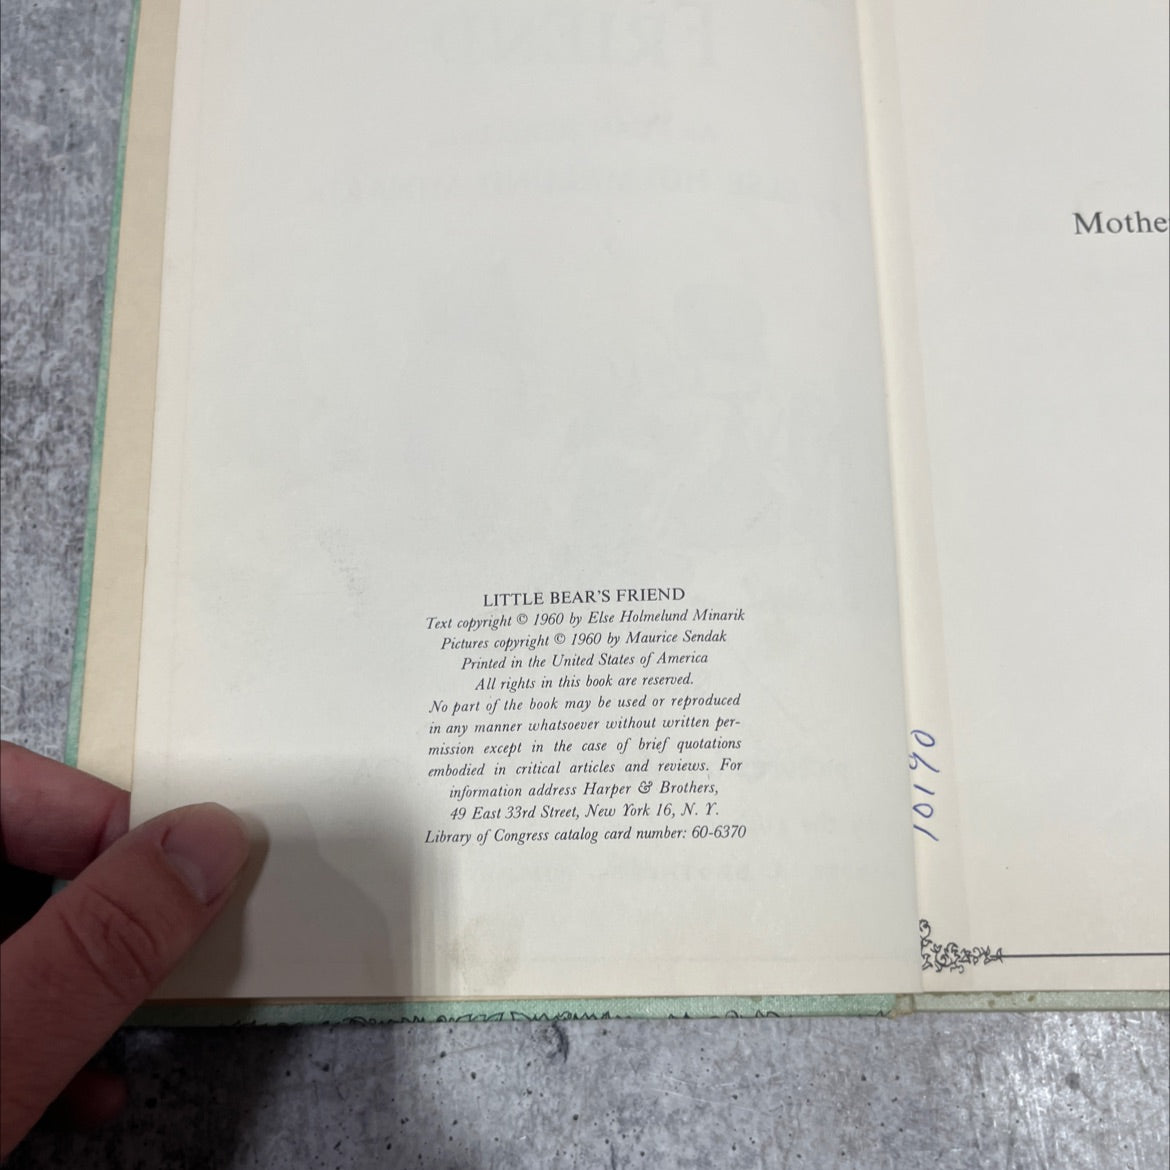 LITTLE BEAR'S FRIEND
Text copyright © 1960 by Else Holmelund Minarik
Pictures copyright © 1960 by Maurice Sendak
Printed in the United States of America
All rights in this book are reserved.
No part of the book may be used or reproduced
in any manner whatsoever without written per-
mission except in the case of brief quotations
embodied in critical articles and reviews. For
information address Harper & Brothers,
49 East 33rd Street, New York 16, N. Y.
Library of Congress catalog card number: 60-6370
10190
Mothe